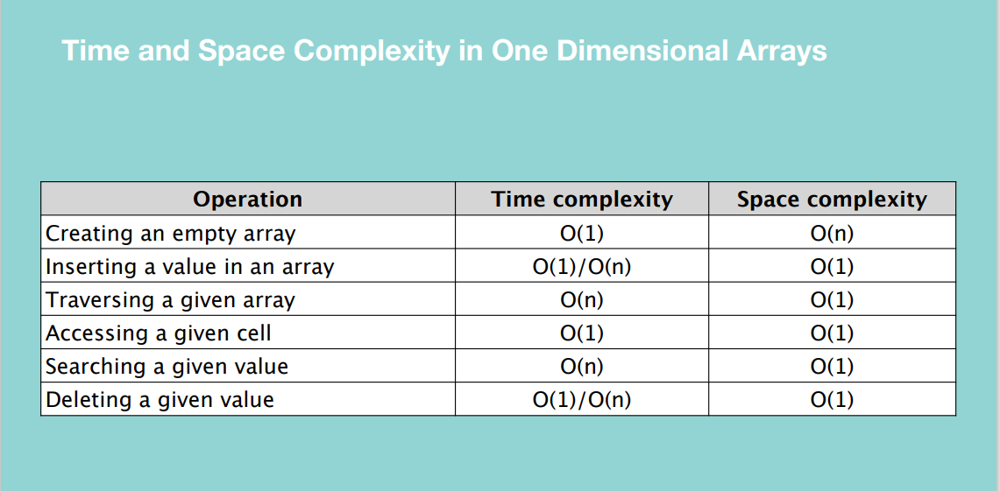 Time and Space Complexity in One Dimensional Arrays
Operation Time complexity Space complexity
Creating an empty array O(1) O(n)
Inserting a value in an array O(1)/O(n) O(1)
Traversing a given array O(n) O(1)
Accessing a given cell O(1) O(1)
Searching a given value O(n) O(1)
Deleting a given value O(1)/O(n) O(1)